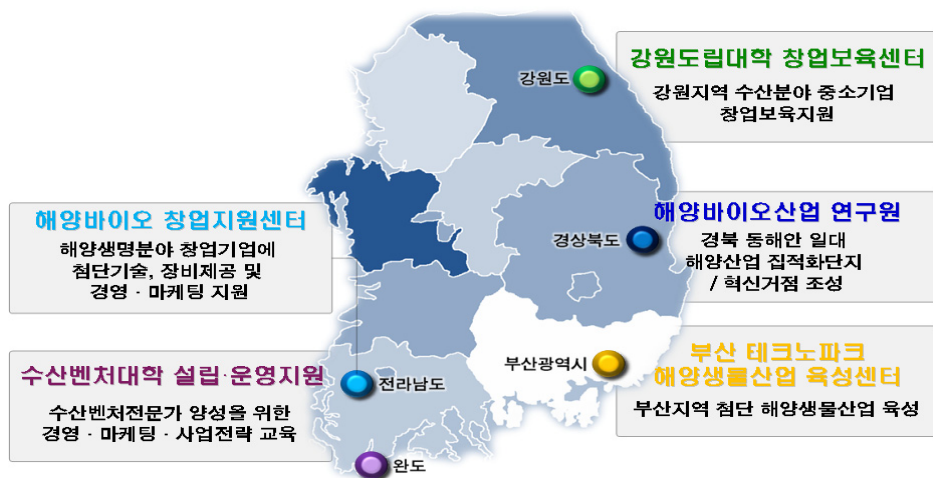 강원도립대학 창업보육센터
강원지역 수산분야 중소기업
창업보육지원
강원도
해양바이오 창업지원센터
해양생명분야 창업기업에
첨단기술, 장비제공 및
경영 · 마케팅 지원
해양바이오산업 연구원
경북 동해안 일대
해양산업 집적화단지
/ 혁신거점 조성
경상북도
수산벤처대학 설립·운영지원
수산벤처전문가 양성을 위한
경영 · 마케팅 · 사업전략 교육
전라남도
완도
부산광역시
부산 테크노파크
해양생물산업 육성센터
부산지역 첨단 해양생물산업 육성